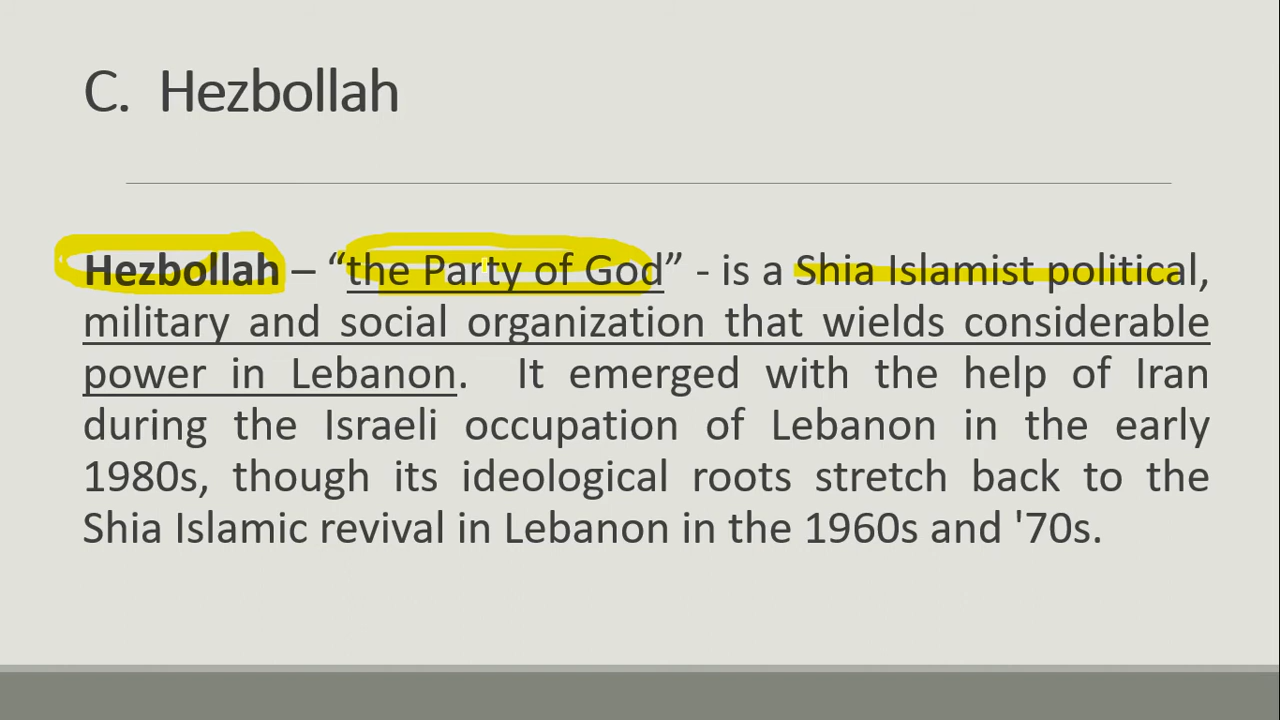 C. Hezbollah
Hezbollah – “the Party of God” - is a Shia Islamist political,
military and social organization that wields considerable
power in Lebanon. It emerged with the help of Iran
during the Israeli occupation of Lebanon in the early
1980s, though its ideological roots stretch back to the
Shia Islamic revival in Lebanon in the 1960s and '70s.